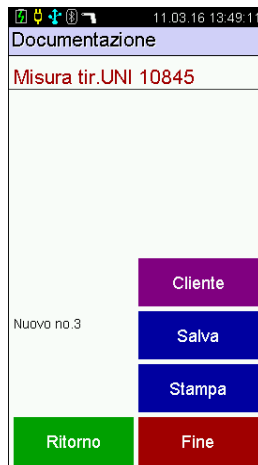 11.03.16 13:49:11
Documentazione
Misura tir.UNI 10845
Cliente
Nuovo no.3
Salva
Stampa
Ritorno
Fine